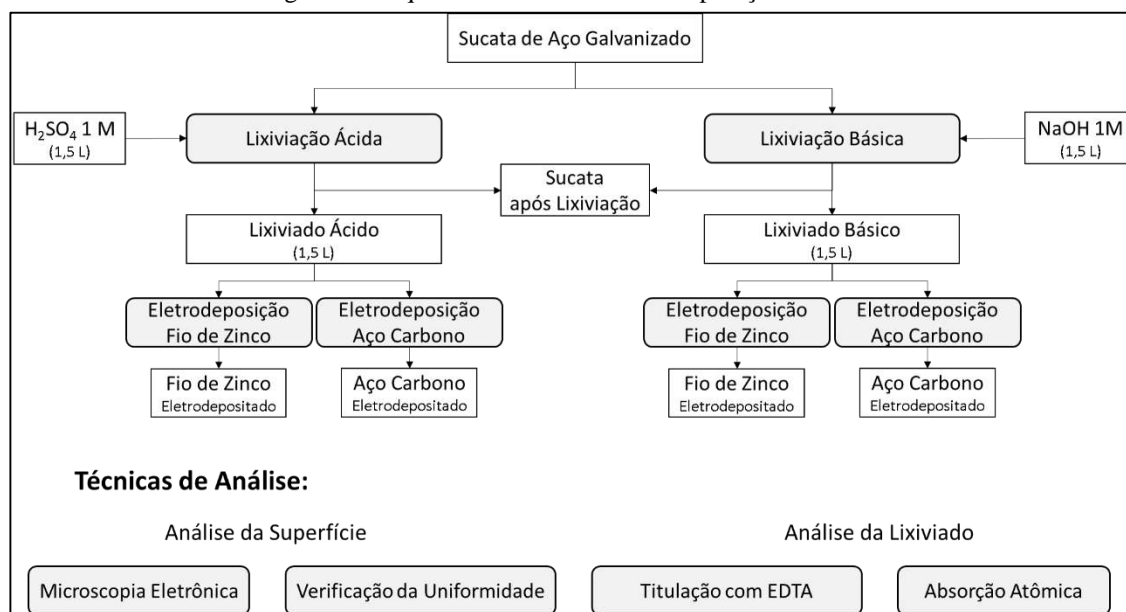 Sucata de Aço Galvanizado
H₂SO₄ 1 M
(1,5 L)
Lixiviação Ácida
Lixiviação Básica
NaOH 1M
(1,5 L)
Sucata
após Lixiviação
Lixiviado Ácido
(1,5 L)
Lixiviado Básico
(1,5 L)
Eletrodeposição
Fio de Zinco
Eletrodeposição
Aço Carbono
Eletrodeposição
Fio de Zinco
Eletrodeposição
Aço Carbono
Fio de Zinco
Eletrodepositado
Aço Carbono
Eletrodepositado
Fio de Zinco
Eletrodepositado
Aço Carbono
Eletrodepositado
Técnicas de Análise:
Análise da Superfície
Análise da Lixiviado
Microscopia Eletrônica
Verificação da Uniformidade
Titulação com EDTA
Absorção Atômica